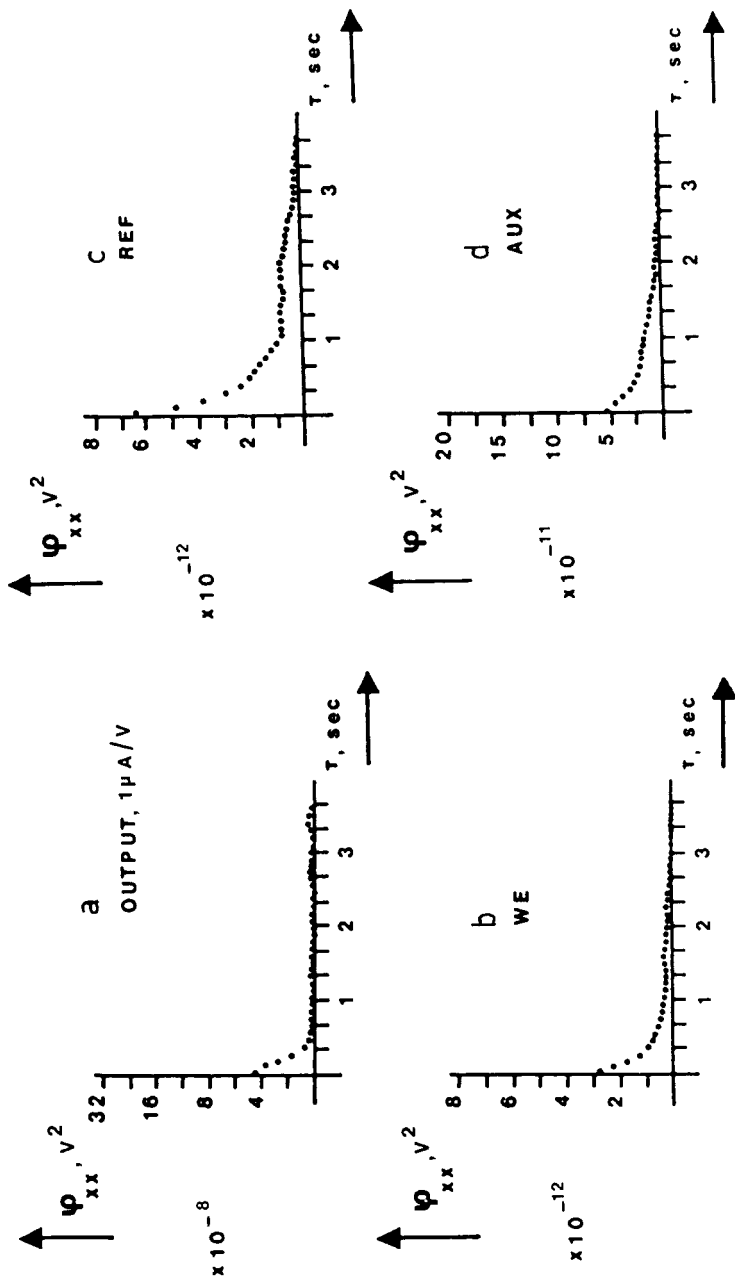 φxx, V²
x10⁻⁸
a
OUTPUT, 1μA/V
32
16
8
4
1 2 3
τ, sec
φxx, V²
x10⁻¹²
c
REF
8
6
4
2
1 2 3
τ, sec
φxx, V²
x10⁻¹²
b
WE
8
6
4
2
1 2 3
τ, sec
φxx, V²
x10⁻¹¹
d
AUX
20
15
10
5
1 2 3
τ, sec